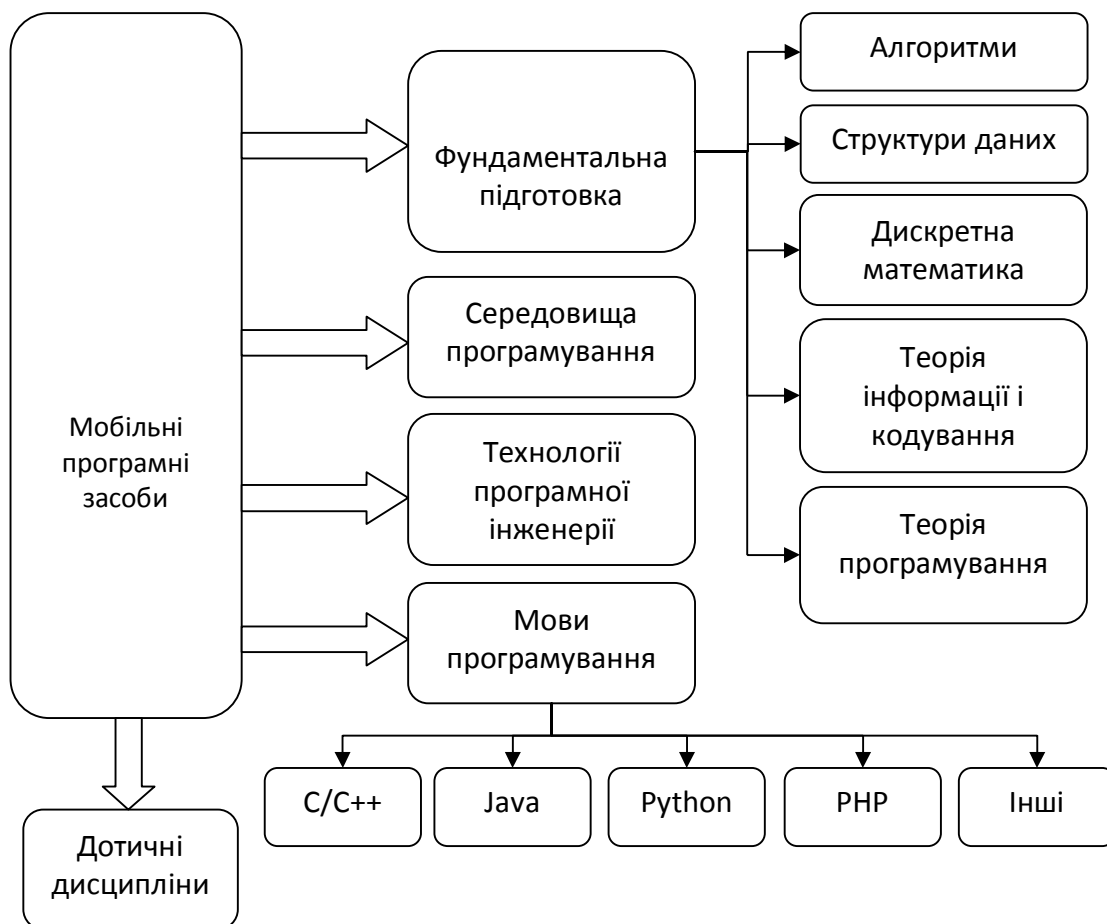 Мобільні
програмні
засоби
Фундаментальна
підготовка
Середовища
програмування
Технології
програмної
інженерії
Мови
програмування
Алгоритми
Структури даних
Дискретна
математика
Теорія
інформації і
кодування
Теорія
програмування
C/C++
Java
Python
PHP
Інші
Дотичні
дисципліни